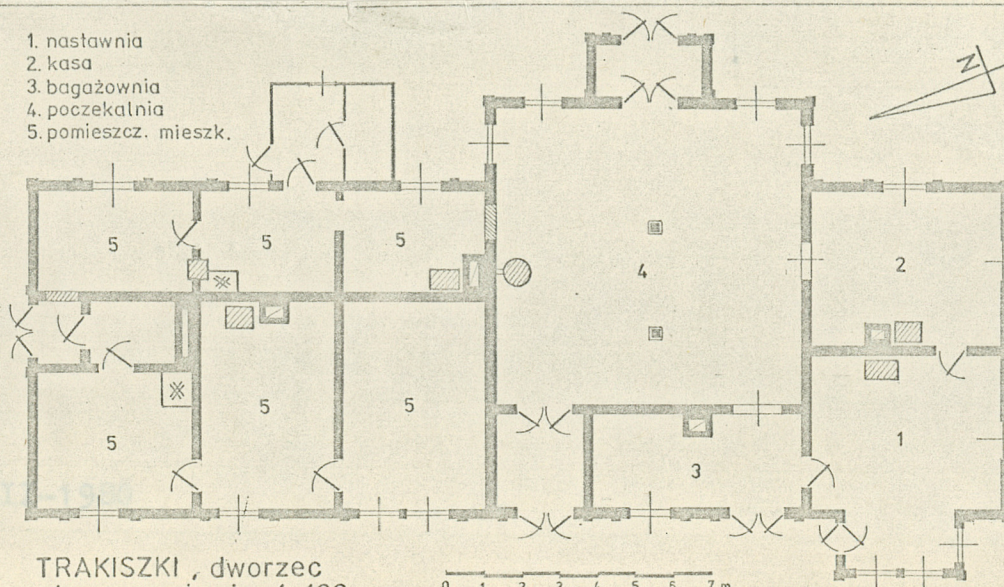 1. nastawnia
2. kasa
3. bagażownia
4. poczekalnia
5. pomieszcz. mieszk.
N
5
5
5
4
2
5
5
5
3
1
TRAKISZKI, dworzec
0 1 2 3 4 5 6 7 m